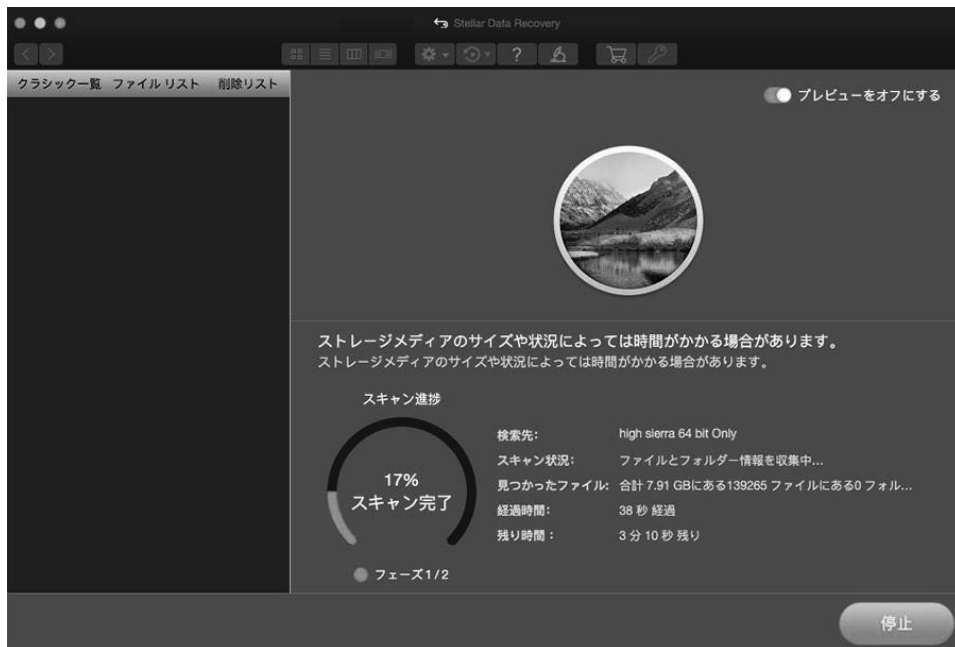 Stellar Data Recovery
?
クラシック一覧 ファイル リスト 削除リスト
プレビューをオフにする
ストレージメディアのサイズや状況によっては時間がかかる場合があります。
ストレージメディアのサイズや状況によっては時間がかかる場合があります。
スキャン進捗
17%
スキャン完了
フェーズ1/2
検索先: high sierra 64 bit Only
スキャン状況: ファイルとフォルダー情報を収集中...
見つかったファイル: 合計 7.91 GBにある139265 ファイルにある0 フォル...
経過時間: 38 秒 経過
残り時間： 3 分 10 秒 残り
停止